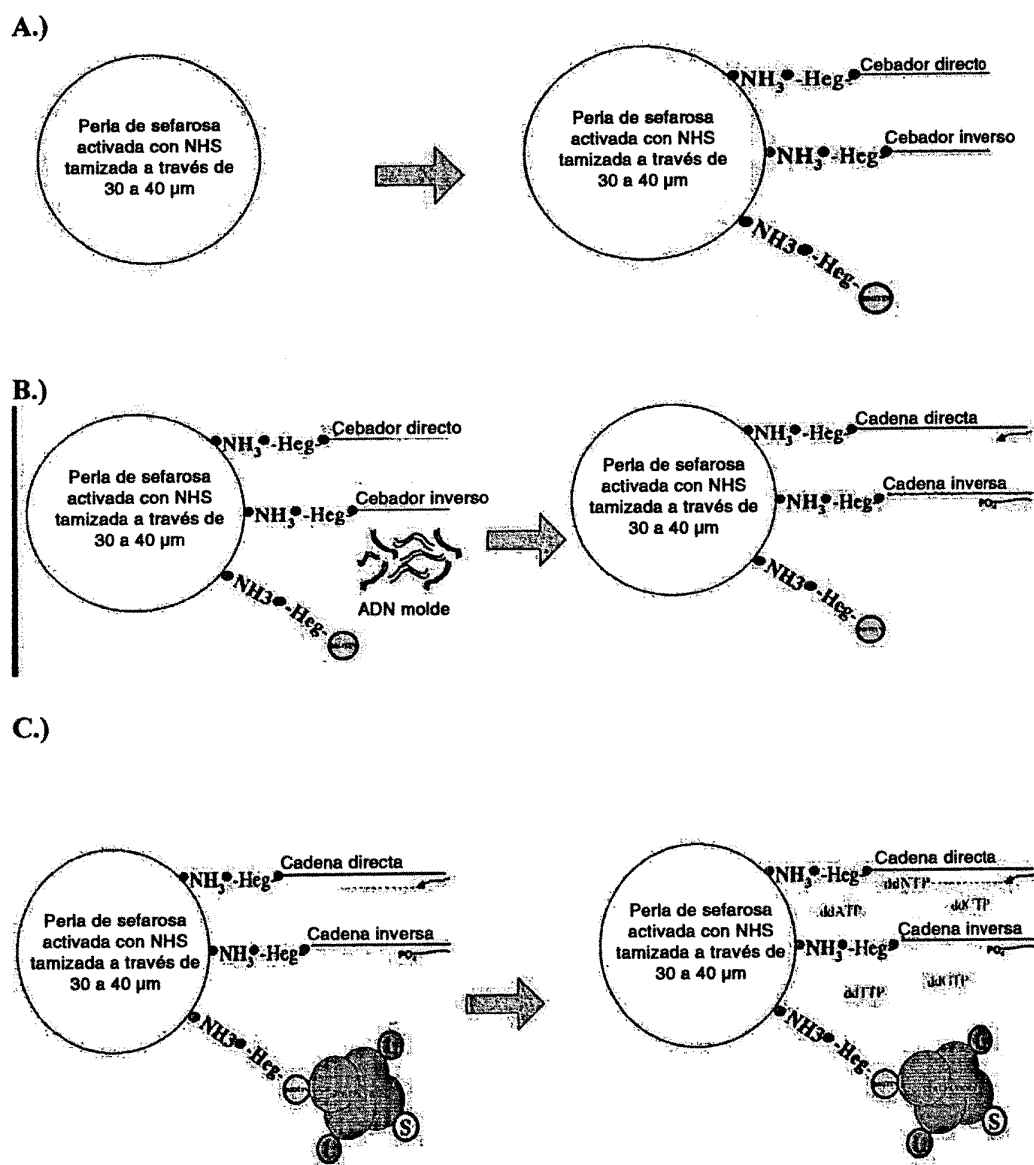 A.)
Perla de sefarosa
activada con NHS
tamizada a través de
30 a 40 µm
NH3 -Heg- Cebador directo
NH3 -Heg- Cebador inverso
NH3 -Heg-
Perla de sefarosa
activada con NHS
tamizada a través de
30 a 40 µm
B.)
Perla de sefarosa
activada con NHS
tamizada a través de
30 a 40 µm
NH3 -Heg- Cebador directo
NH3 -Heg- Cebador inverso
NH3 -Heg-
ADN molde
Perla de sefarosa
activada con NHS
tamizada a través de
30 a 40 µm
NH3 -Heg- Cadena directa
NH3 -Heg- Cadena inversa
NH3 -Heg-
C.)
Perla de sefarosa
activada con NHS
tamizada a través de
30 a 40 µm
NH3 -Heg- Cadena directa
NH3 -Heg- Cadena inversa
NH3 -Heg-
S
Perla de sefarosa
activada con NHS
tamizada a través de
30 a 40 µm
NH3 -Heg- Cadena directa
ddNTP
ddATP
ddCTP
NH3 -Heg- Cadena inversa
ddTTP
ddGTP
NH3 -Heg-
S